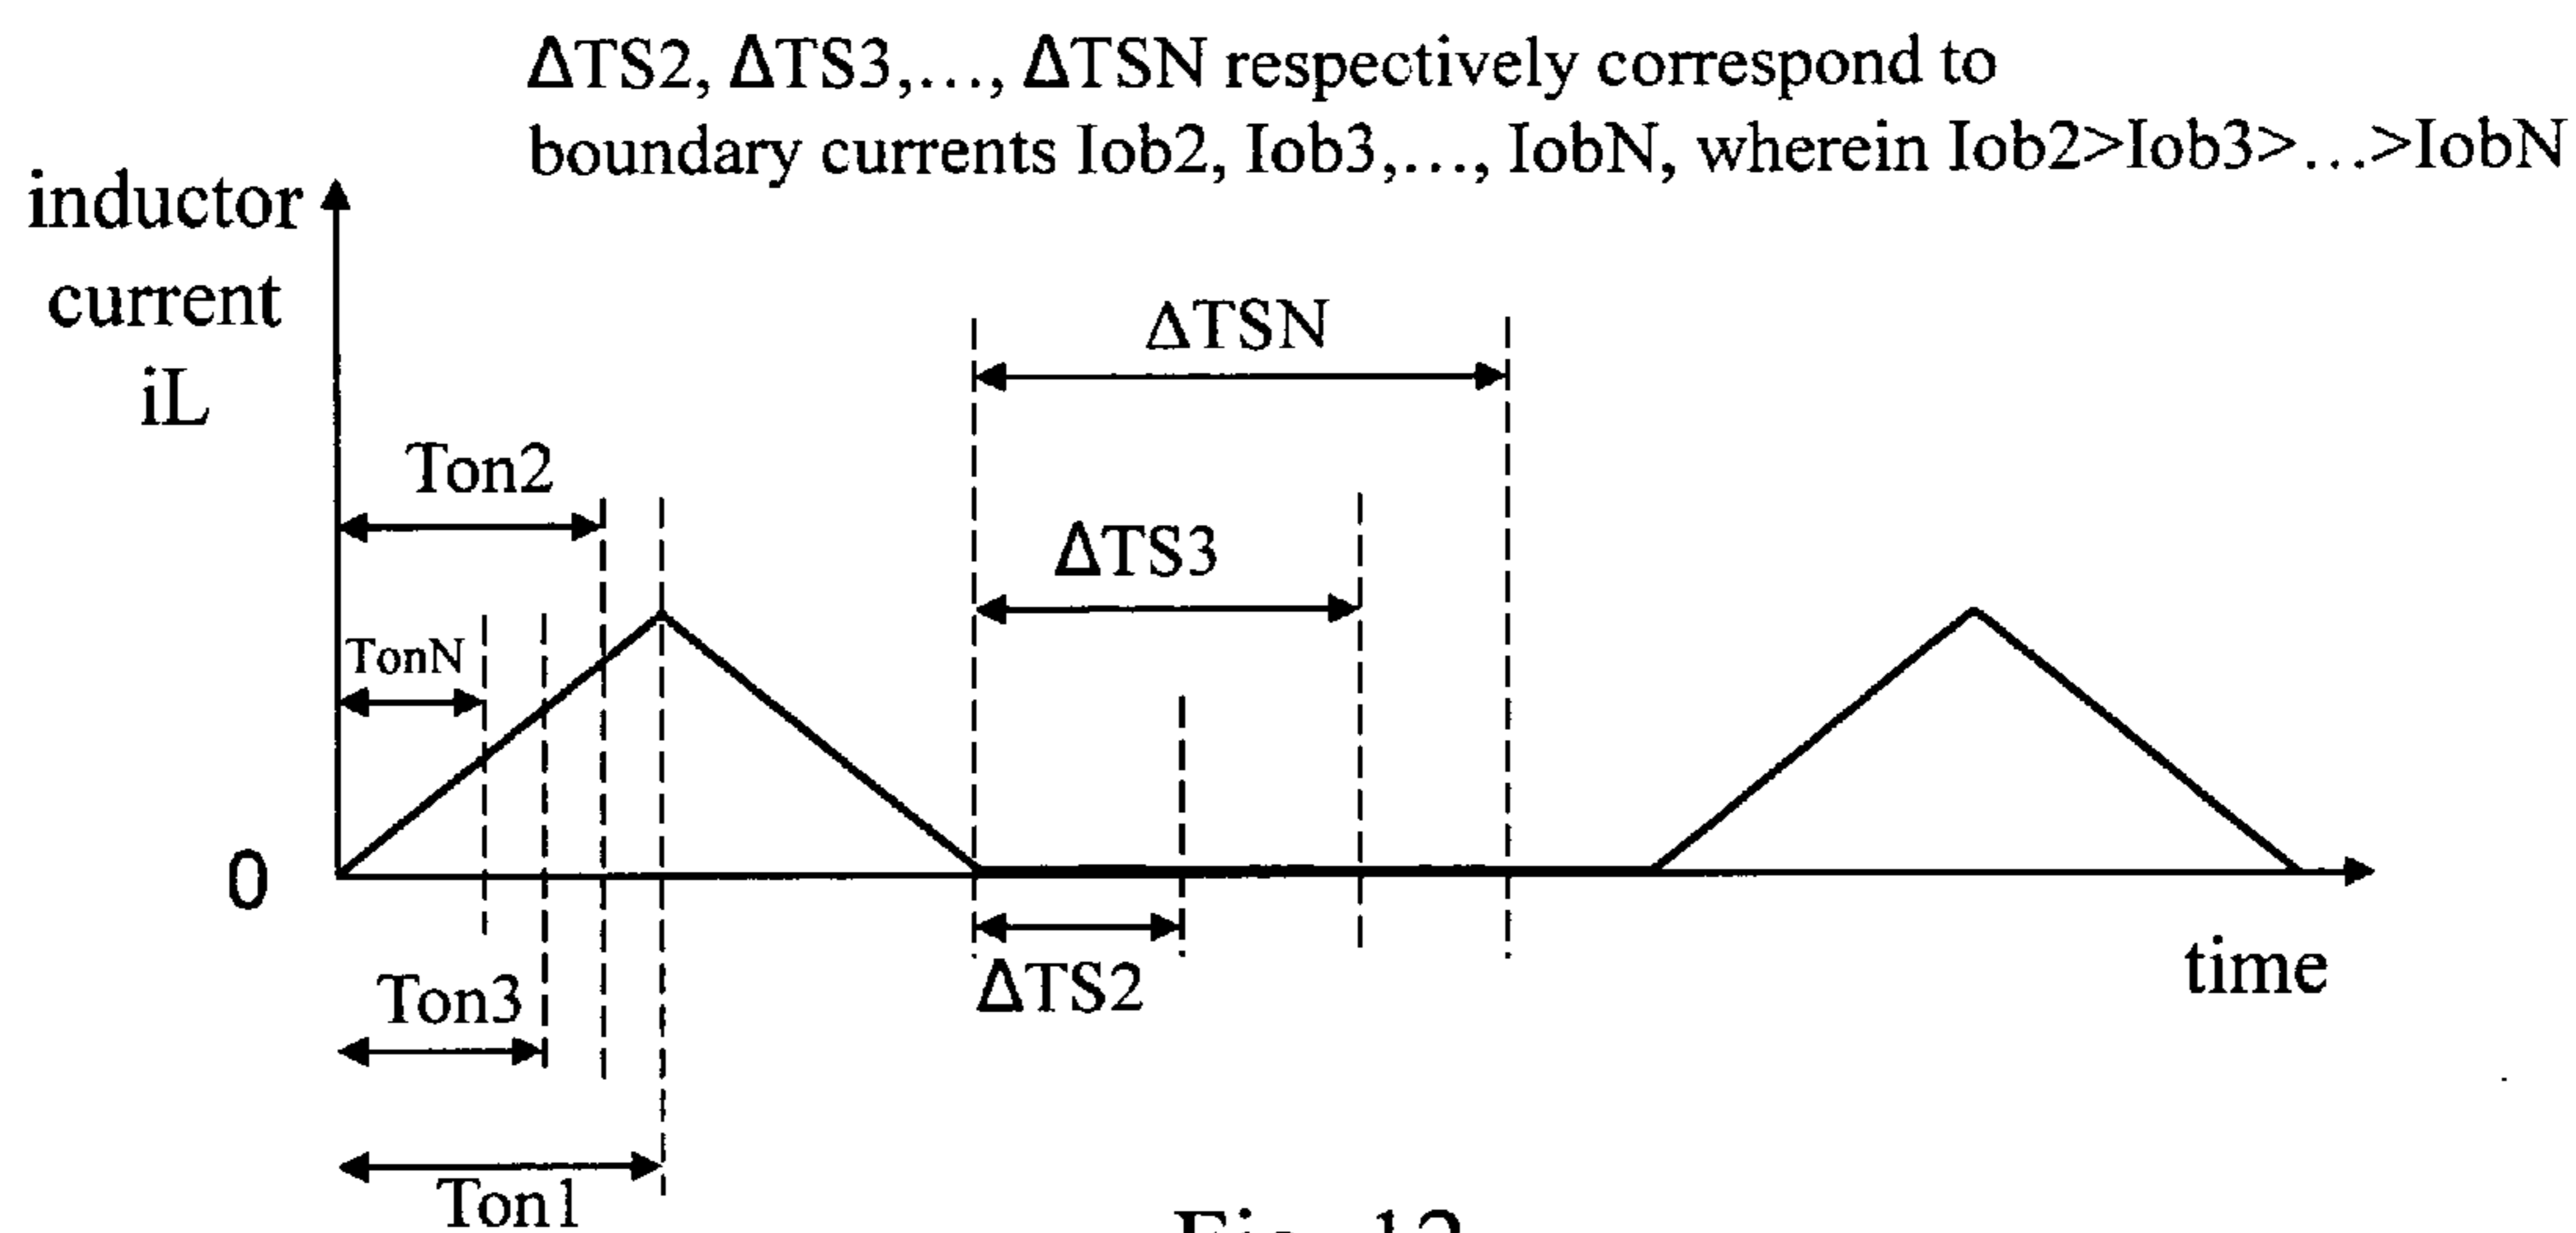 ΔTS2, ΔTS3,..., ΔTSN respectively correspond to
boundary currents Iob2, Iob3,..., IobN, wherein Iob2>Iob3>...>IobN
inductor
current
iL
ΔTSN
Ton2
ΔTS3
TonN
0
ΔTS2
time
Ton3
Ton1